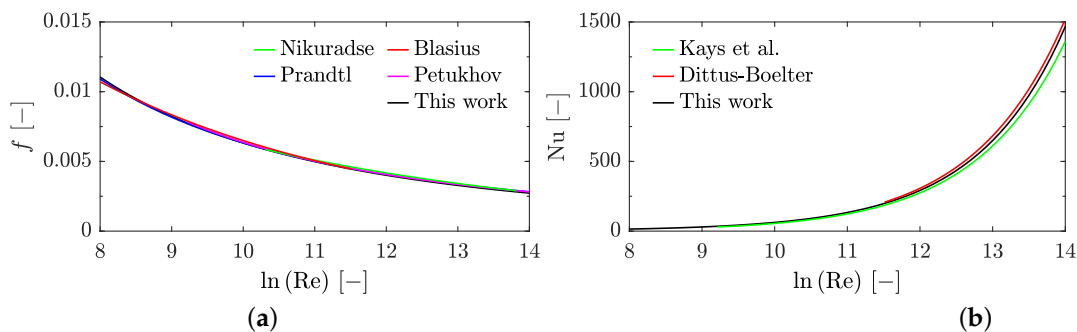 0.015
0.01
0.005
0
f [−]
Nikuradse
Prandtl
Blasius
Petukhov
This work
8 9 10 11 12 13 14
ln (Re) [−]
(a)
1500
1000
500
0
Nu [−]
Kays et al.
Dittus-Boelter
This work
8 9 10 11 12 13 14
ln (Re) [−]
(b)